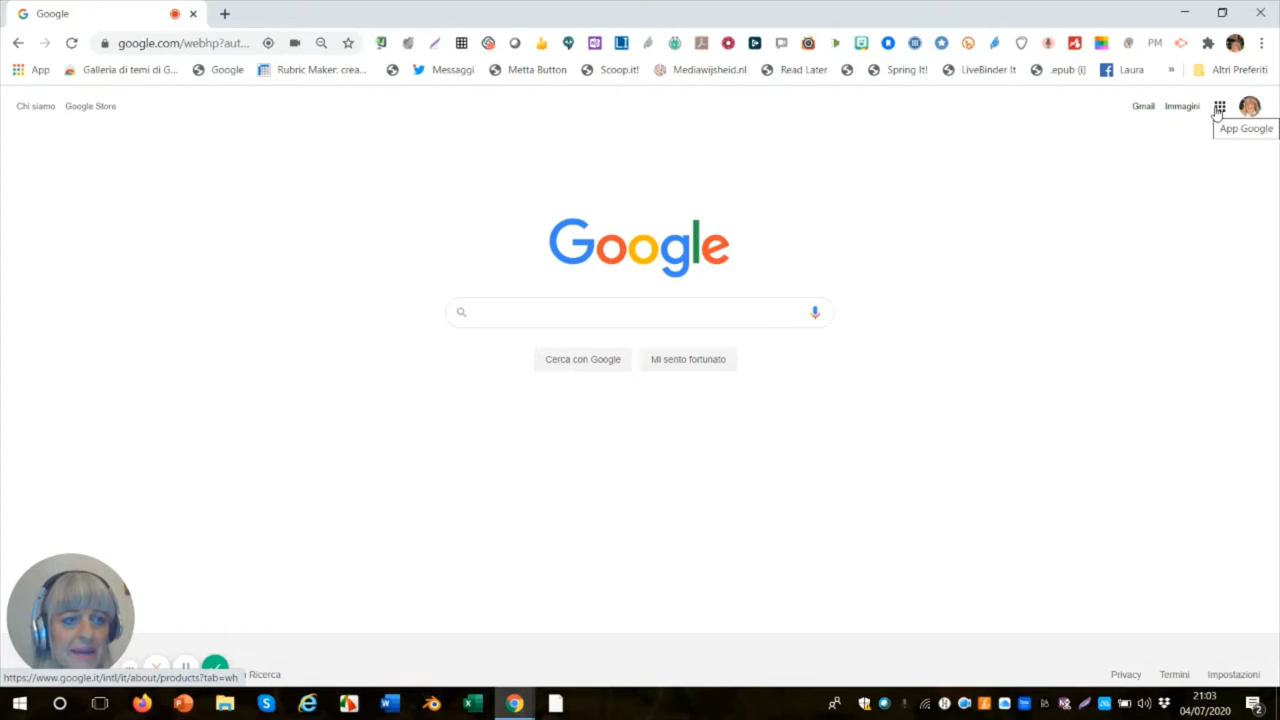 Google
google.com/webhp?aut...
PM
App
Galleria di temi di G...
Google
Rubric Maker: crea...
Messaggi
Metta Button
Scoop.it!
Mediawijsheid.nl
Read Later
Spring It!
LiveBinder It
.epub (i)
Laura
»
Altri Preferiti
Chi siamo
Google Store
Gmail
Immagini
App Google
Google
Cerca con Google
Mi sento fortunato
https://www.google.it/intl/it/about/products?tab=wh
a Ricerca
Privacy
Termini
Impostazioni
21:03
04/07/2020
2